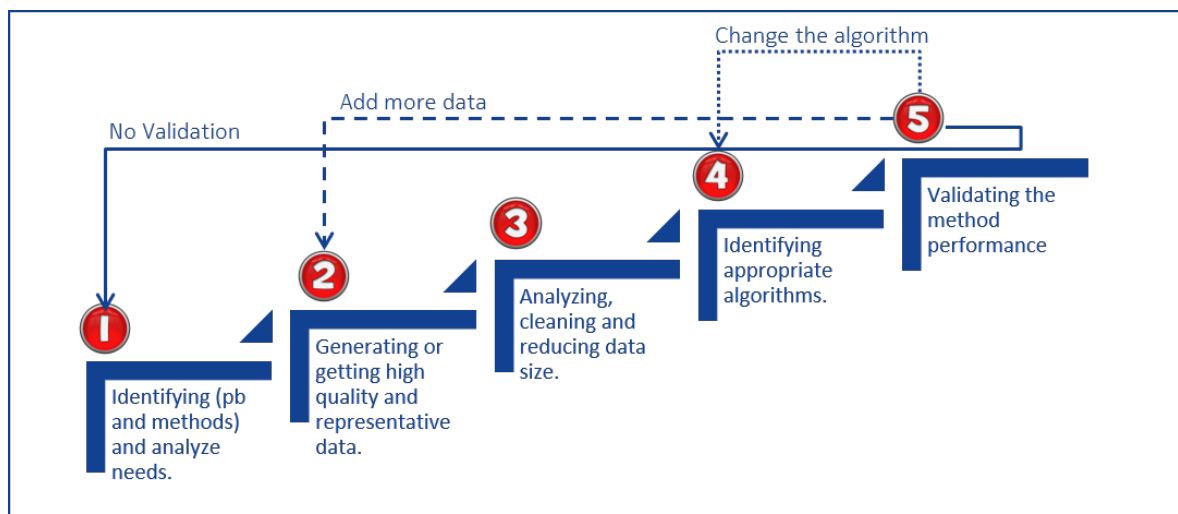 Change the algorithm
Add more data
No Validation
1
Identifying (pb
and methods)
and analyze
needs.
2
Generating or
getting high
quality and
representative
data.
3
Analyzing,
cleaning and
reducing data
size.
4
Identifying
appropriate
algorithms.
5
Validating the
method
performance